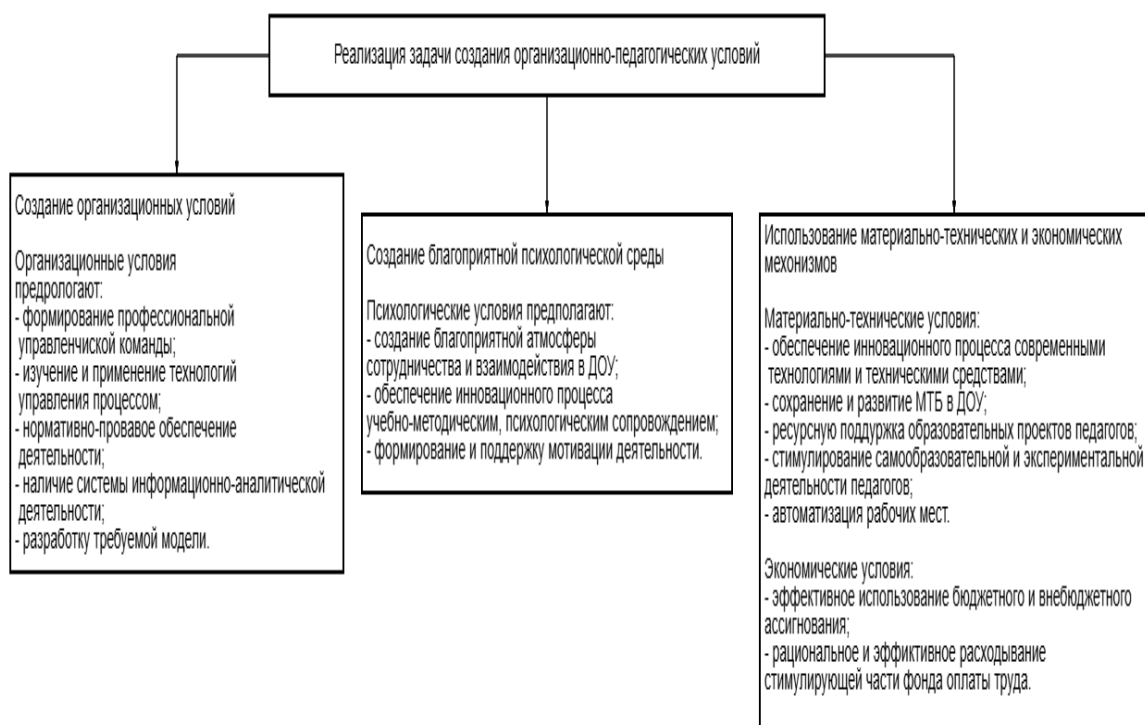 Реализация задачи создания организационно-педагогических условий
Создание организационных условий
Организационные условия
предрологают:
- формирование профессиональной
управленчиской команды;
- изучение и применение технологий
управления процессом;
- нормативно-провавое обеспечение
деятельности;
- наличие системы информационно-аналитической
деятельности;
- разработку требуемой модели.
Создание благоприятной психологической среды
Психологические условия предполагают:
- создание благоприятной атмосферы
сотрудничества и взаимодействия в ДОУ;
- обеспечение инновационного процесса
учебно-методическим, психологическим сопровождением;
- формирование и поддержку мотивации деятельности.
Использование материально-технических и экономических
мехонизмов
Материально-технические условия:
- обеспечение инновационного процесса современными
технологиями и техническими средствами;
- сохранение и развитие МТБ в ДОУ;
- ресурсную поддуржка образовательных проектов педагогов;
- стимулирование самообразовательной и экспериментальной
деятельности педагогов;
- автоматизация рабочих мест.
Экономические условия:
- эффективное использование бюджетного и внебюджетного
ассигнования;
- рациональное и эффиктивное расходывание
стимулирующей части фонда оплаты труда.